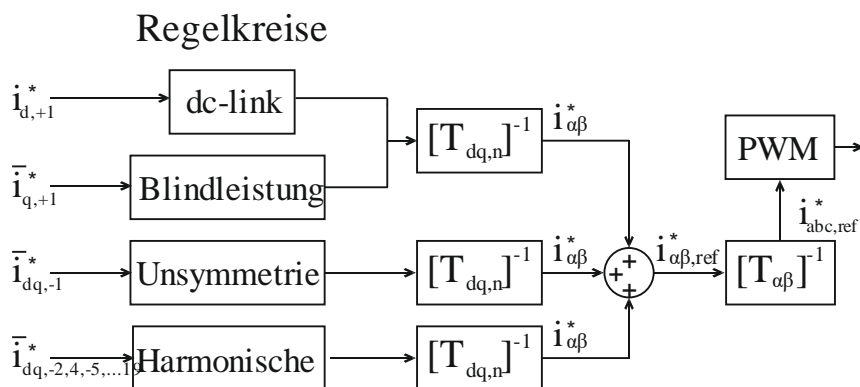 Regelkreise
i*d,+1
dc-link
[Tdq,n]-1
i*αβ
PWM
i̅*q,+1
Blindleistung
i*abc,ref
i̅*dq,-1
Unsymmetrie
[Tdq,n]-1
i*αβ
+
+
+
i*αβ,ref
[Tαβ]-1
i̅*dq,-2,4,-5,...19
Harmonische
[Tdq,n]-1
i*αβ